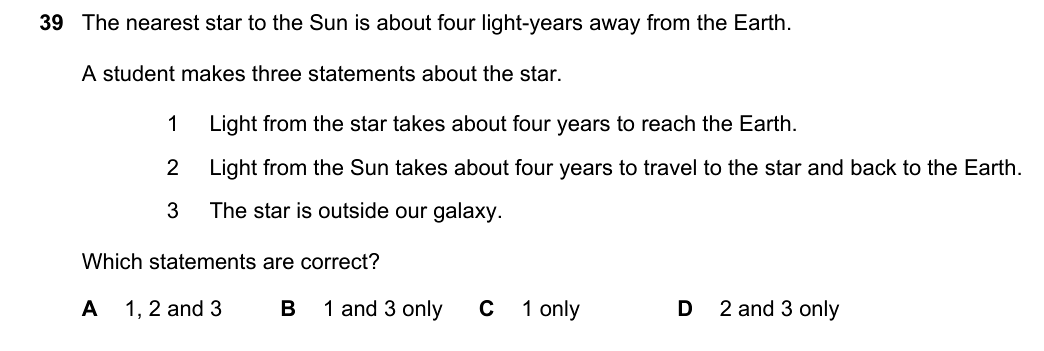 39 The nearest star to the Sun is about four light-years away from the Earth.
A student makes three statements about the star.
1 Light from the star takes about four years to reach the Earth.
2 Light from the Sun takes about four years to travel to the star and back to the Earth.
3 The star is outside our galaxy.
Which statements are correct?
A 1, 2 and 3 B 1 and 3 only C 1 only D 2 and 3 only